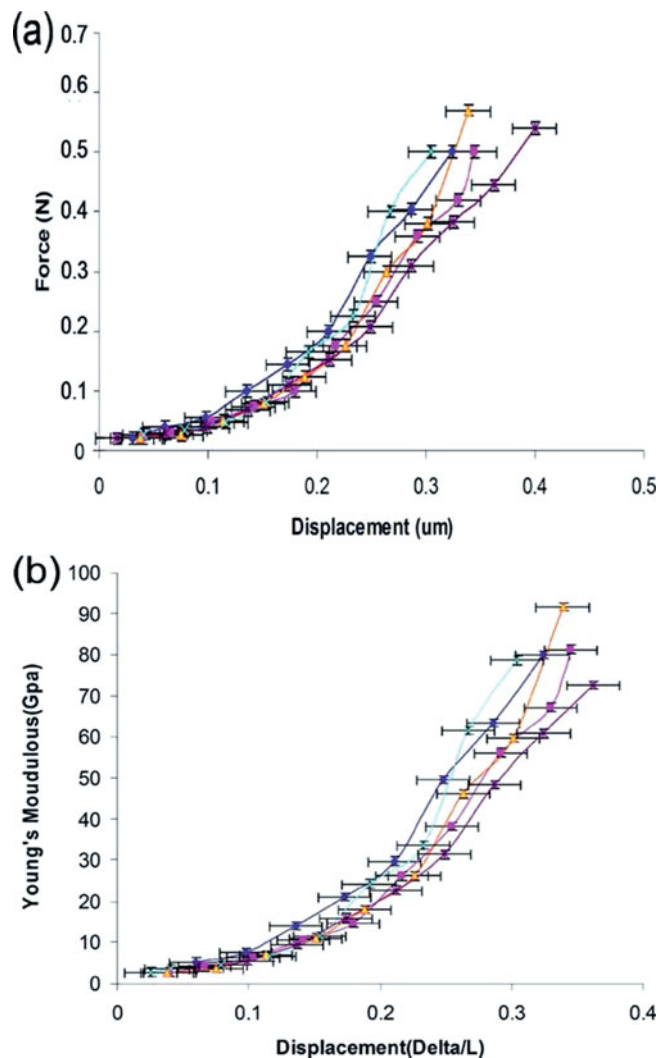 (a)
0.7
0.6
0.5
0.4
0.3
0.2
0.1
0
Force (N)
0 0.1 0.2 0.3 0.4 0.5
Displacement (um)
(b)
100
90
80
70
60
50
40
30
20
10
0
Young's Moudulous(Gpa)
0 0.1 0.2 0.3 0.4
Displacement(Delta/L)